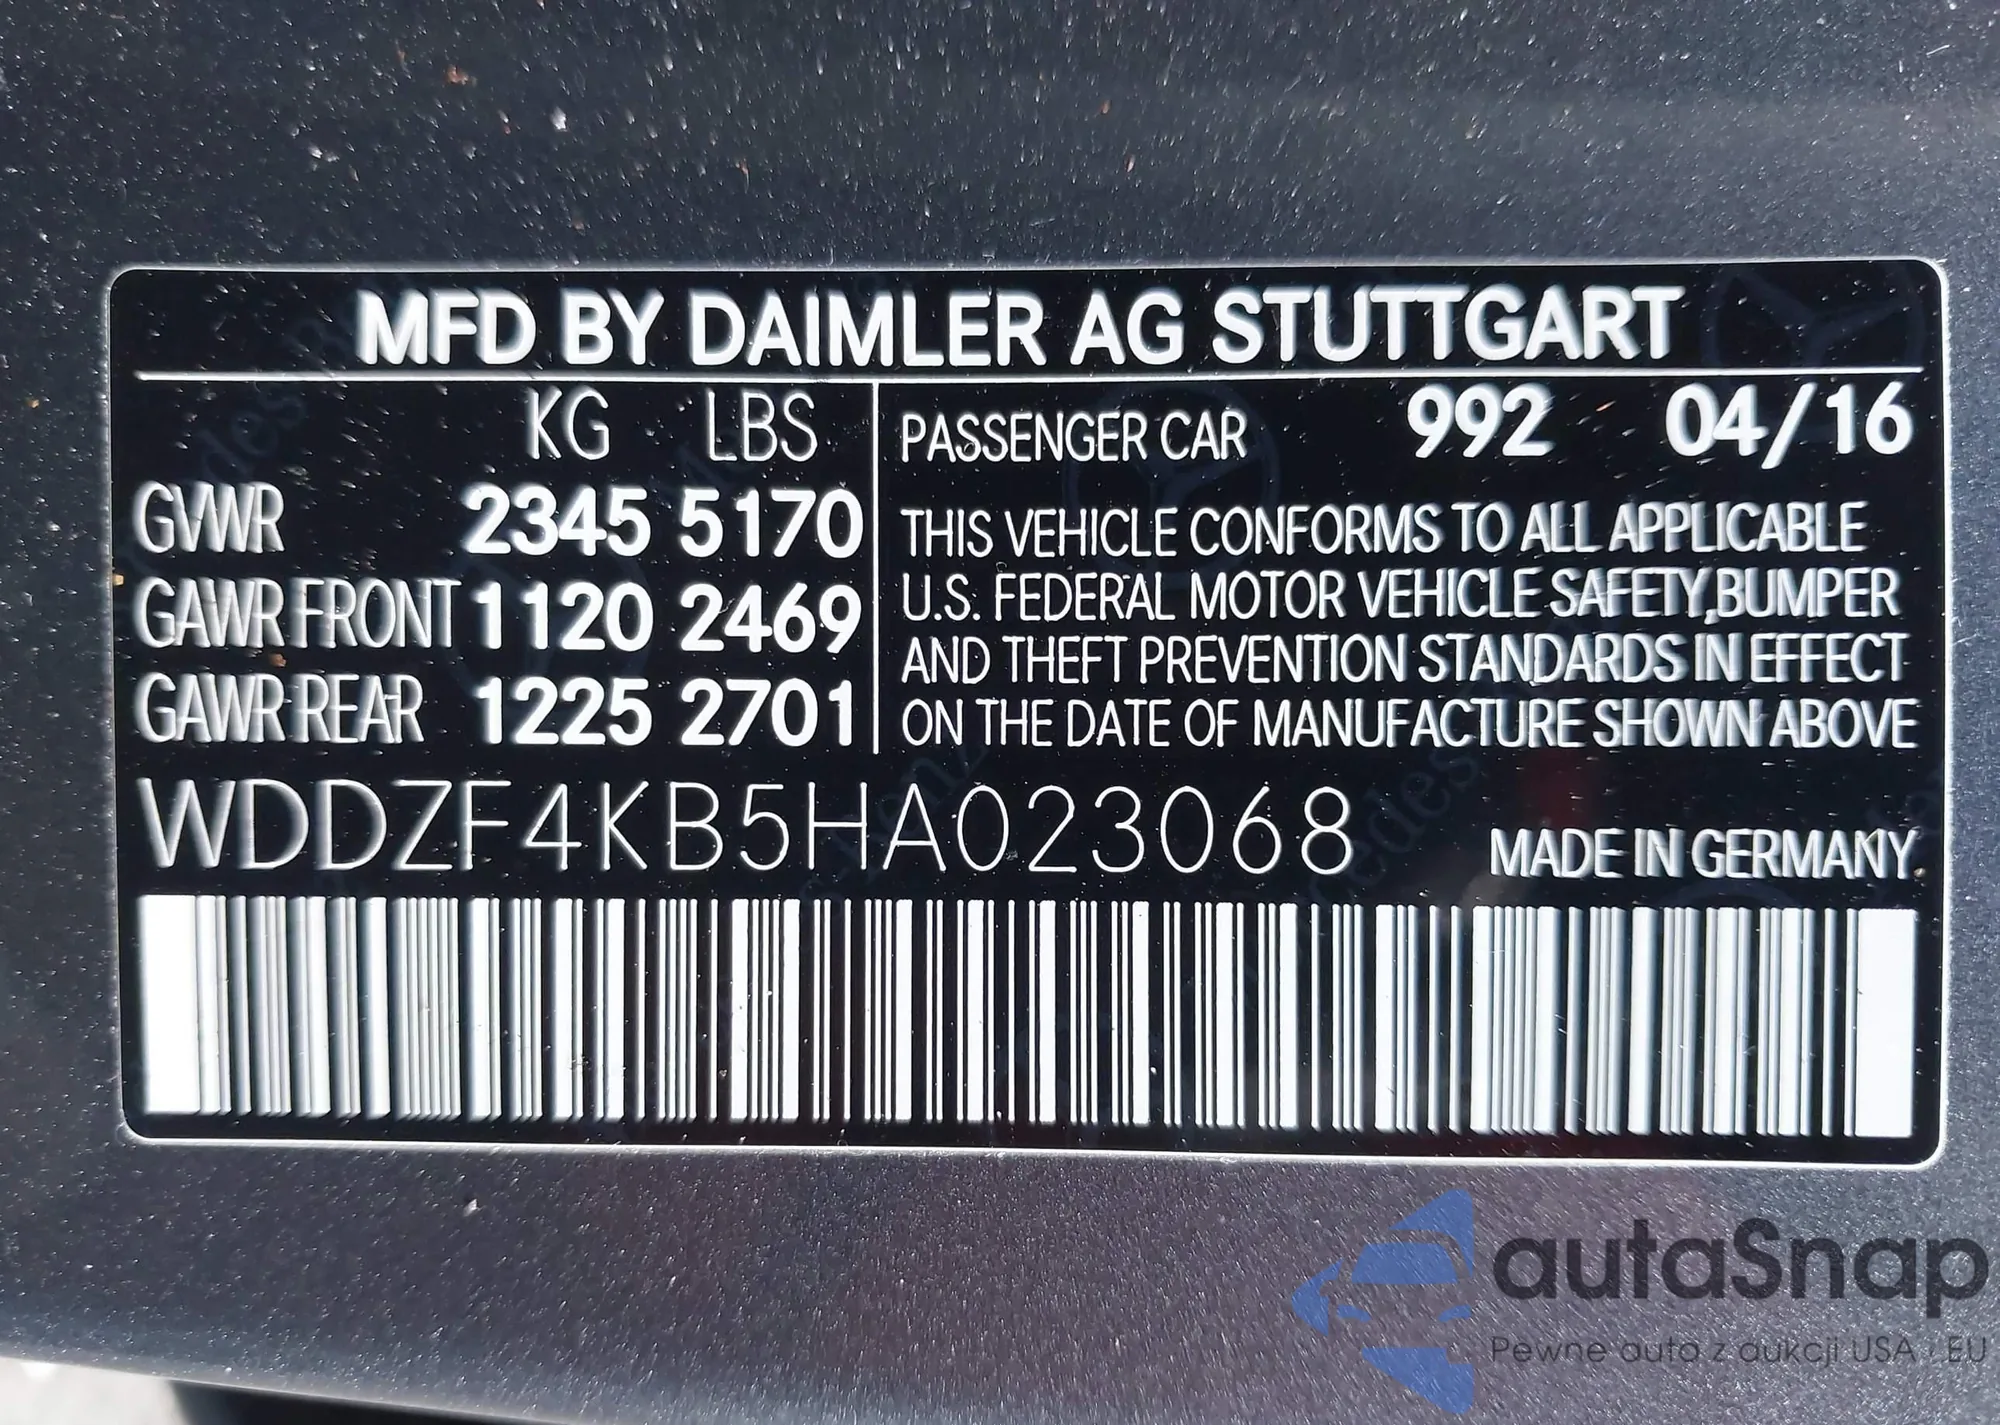 MFD BY DAIMLER AG STUTTGART
KG LBS
GVWR 2345 5170
GAWR FRONT 1120 2469
GAWR REAR 1225 2701
PASSENGER CAR 992 04/16
THIS VEHICLE CONFORMS TO ALL APPLICABLE
U.S. FEDERAL MOTOR VEHICLE SAFETY,BUMPER
AND THEFT PREVENTION STANDARDS IN EFFECT
ON THE DATE OF MANUFACTURE SHOWN ABOVE
WDDZF4KB5HA023068
MADE IN GERMANY
autaSnap
Pewne auta z aukcji USA i EU